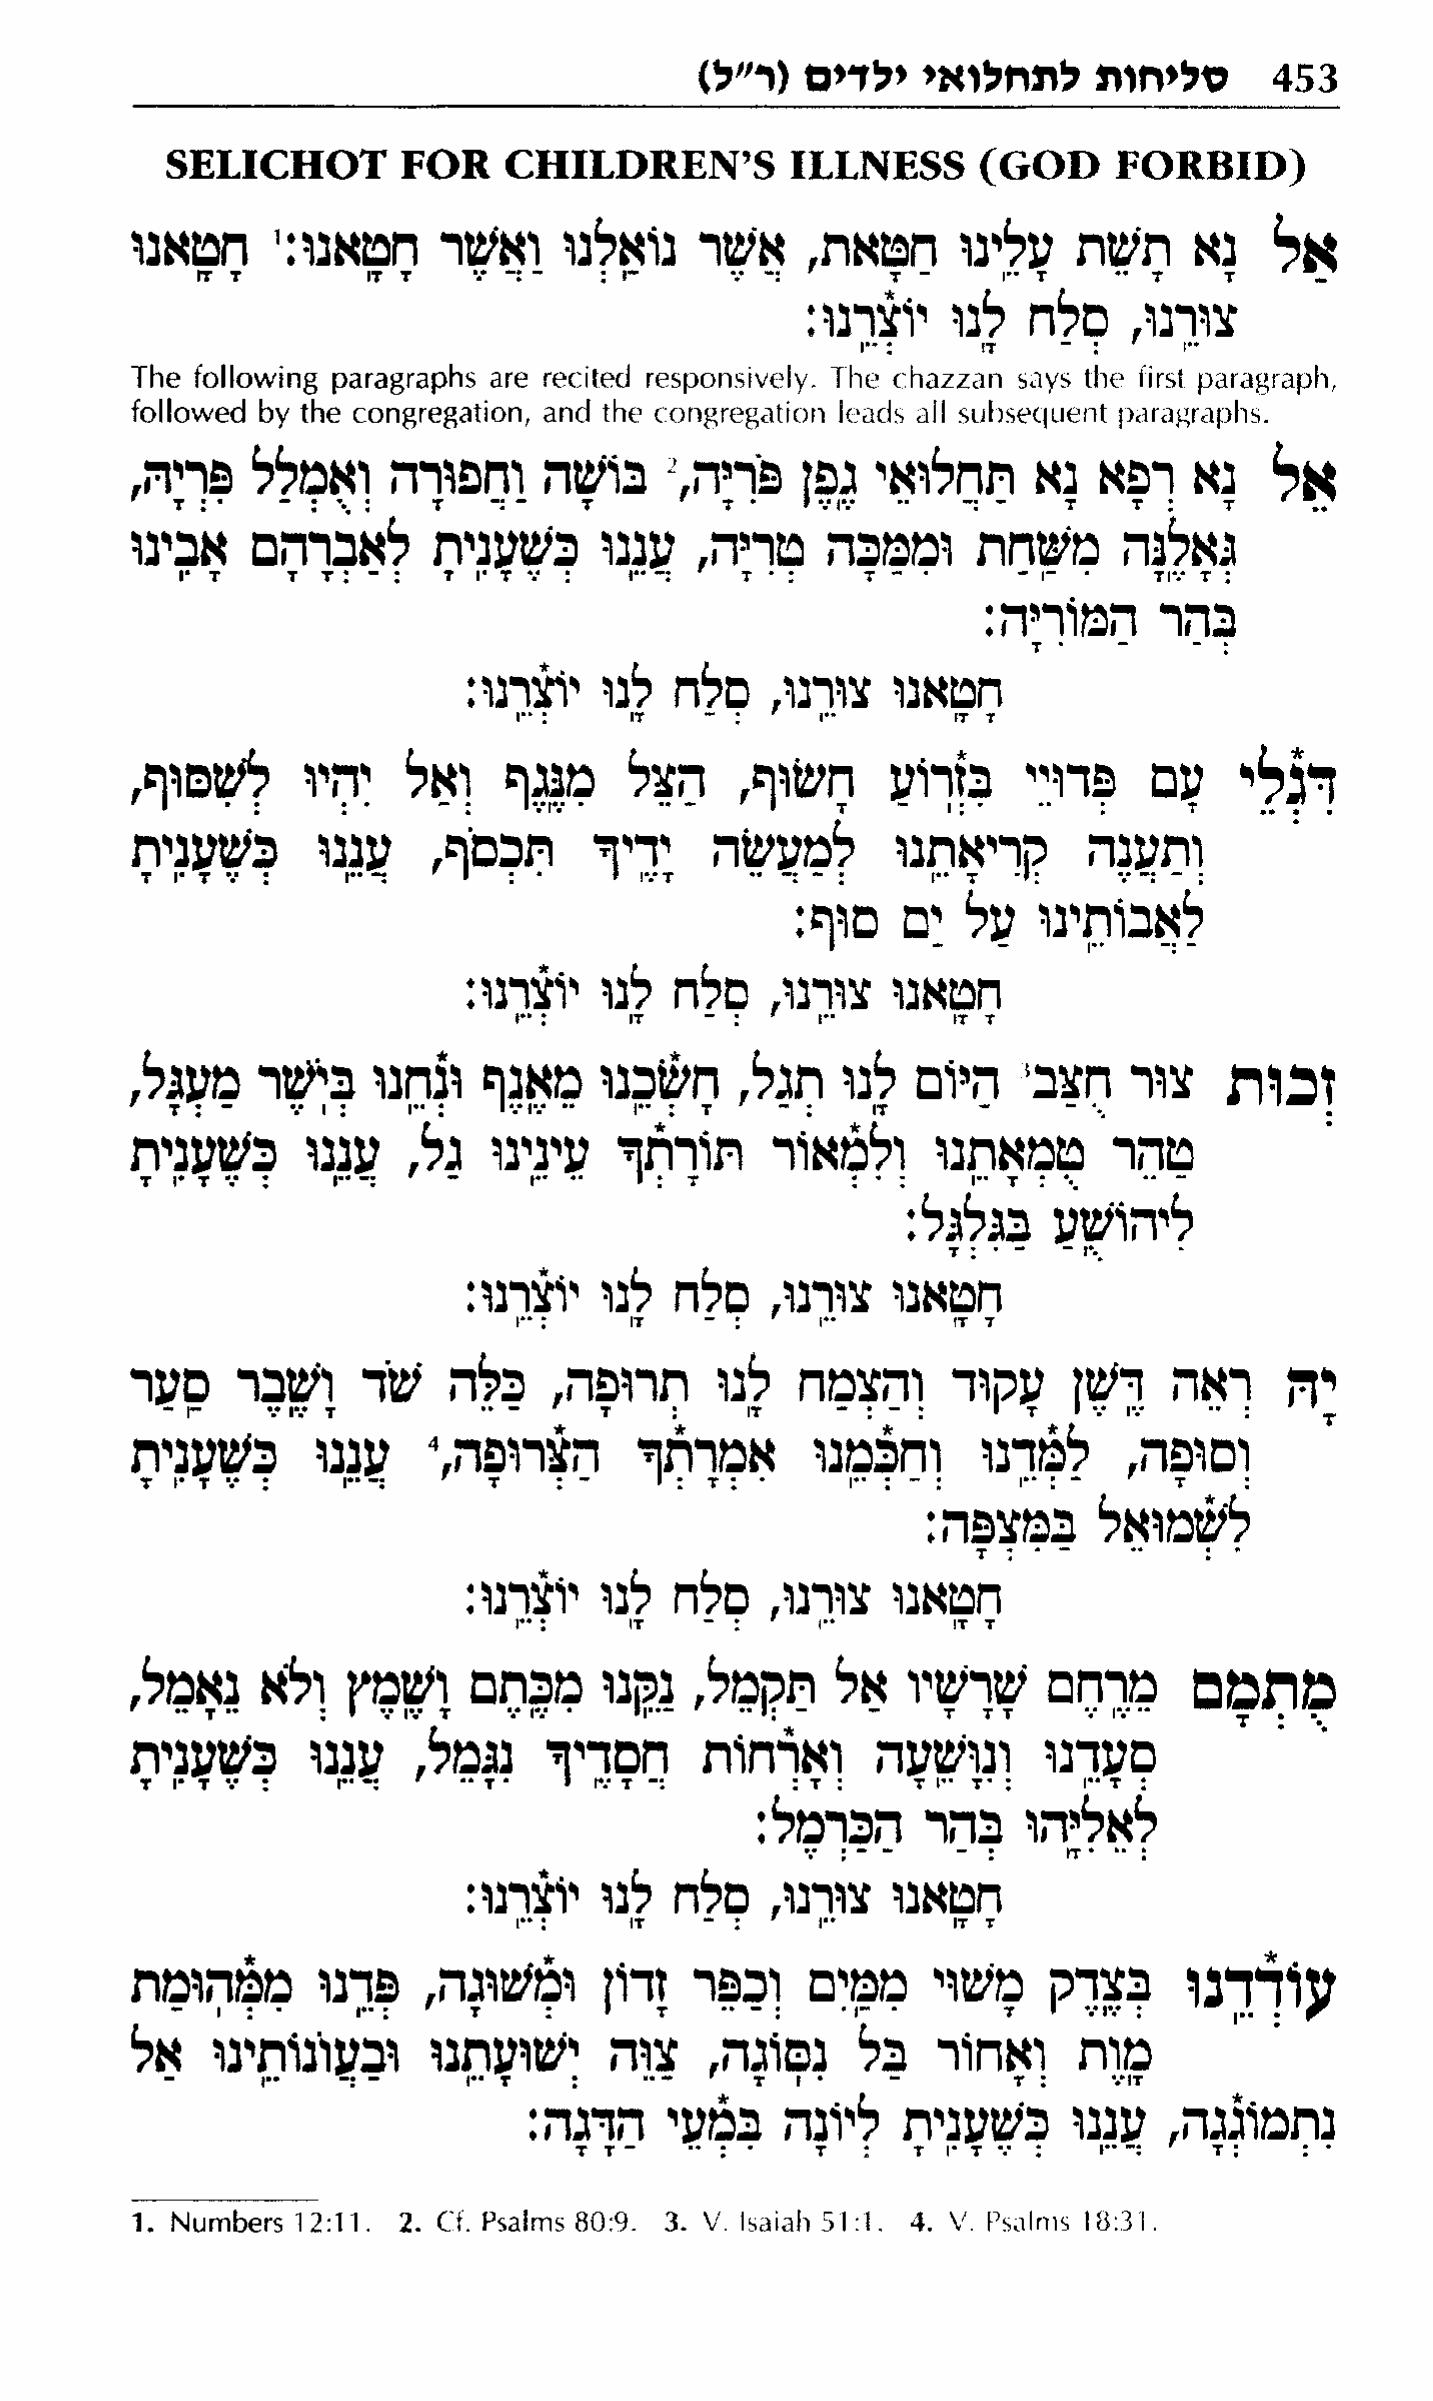 453 סליחות לתחלואי ילדים (ר״ל)
SELICHOT FOR CHILDREN'S ILLNESS (GOD FORBID)
אַל נָא תָשֵׁת עָלֵינוּ חַטָּאת, אֲשֶׁר נוֹאַלְנוּ וַאֲשֶׁר חָטָאנוּ:¹ חָטָאנוּ
צוּרֵנוּ, סְלַח לָנוּ יוֹצְרֵנוּ:
The following paragraphs are recited responsively. The chazzan says the first paragraph,
followed by the congregation, and the congregation leads all subsequent paragraphs.
אֵל נָא רְפָא נָא תַּחֲלוּאֵי גֶּפֶן פֹּרִיָּה,² בּוֹשָׁה וַחֲפוּרָה וְאֻמְלַל פִּרְיָהּ,
גְּאָלֶנָּה מִשַּׁחַת וּמִמַּכָּה טְרִיָּה, עֲנֵנוּ כְּשֶׁעָנִיתָ לְאַבְרָהָם אָבִינוּ
בְּהַר הַמּוֹרִיָּה:
חָטָאנוּ צוּרֵנוּ, סְלַח לָנוּ יוֹצְרֵנוּ:
דִּגְלֵי עָם פְּדוּיֵי בִּזְרוֹעַ חָשׂוּף, הַצֵּל מִנֶּגֶף וְאַל יִהְיוּ לְשִׁסּוּף,
וְתַעֲנֶה קְרִיאָתֵנוּ לְמַעֲשֵׂה יָדֶיךָ תִּכְסֹף, עֲנֵנוּ כְּשֶׁעָנִיתָ
לַאֲבוֹתֵינוּ עַל יַם סוּף:
חָטָאנוּ צוּרֵנוּ, סְלַח לָנוּ יוֹצְרֵנוּ:
זְכוּת צוּר חֻצַּב³ הַיּוֹם לָנוּ תְגַל, חָשְׂכֵנוּ מֵאֶנֶף וּנְחֵנוּ בְּיִשֶׁר מַעְגָּל,
טַהֵר טֻמְאָתֵנוּ וְלִמְאוֹר תּוֹרָתְךָ עֵינֵינוּ גַל, עֲנֵנוּ כְּשֶׁעָנִיתָ
לִיהוֹשֻׁעַ בַּגִּלְגָּל:
חָטָאנוּ צוּרֵנוּ, סְלַח לָנוּ יוֹצְרֵנוּ:
יָהּ רְאֵה דֶּשֶׁן עָקוּד וְהַצְמַח לָנוּ תְרוּפָה, כַּלֵּה שֹׁד וָשֶׁבֶר סַעַר
וְסוּפָה, לַמְּדֵנוּ וְחַכְּמֵנוּ אִמְרָתְךָ הַצְּרוּפָה,⁴ עֲנֵנוּ כְּשֶׁעָנִיתָ
לִשְׁמוּאֵל בַּמִּצְפָּה:
חָטָאנוּ צוּרֵנוּ, סְלַח לָנוּ יוֹצְרֵנוּ:
מֻתְמָם מֵרֶחֶם שָׁרָשָׁיו אַל תַּקְמֵל, נַקֵּנוּ מִכֶּתֶם וָשֶׁמֶץ וְלֹא נֵאָמֵל,
סְעָדֵנוּ וְנִוָּשֵׁעָה וְאָרְחוֹת חֲסָדֶיךָ נִגָּמֵל, עֲנֵנוּ כְּשֶׁעָנִיתָ
לְאֵלִיָּהוּ בְּהַר הַכַּרְמֶל:
חָטָאנוּ צוּרֵנוּ, סְלַח לָנוּ יוֹצְרֵנוּ:
עוֹדְדֵנוּ בְּצֶדֶק מָשׁוּי מִמַּיִם וְכַפֵּר זָדוֹן וּמְשׁוּגָה, פְּדֵנוּ מִמְּהוּמַת
מָוֶת וְאָחוֹר בַּל נִסּוֹגָה, צַוֵּה יְשׁוּעָתֵנוּ וּבַעֲוֹנוֹתֵינוּ אַל
נִתְמוֹגְגָה, עֲנֵנוּ כְּשֶׁעָנִיתָ לְיוֹנָה בִּמְעֵי הַדָּגָה:
1. Numbers 12:11. 2. Cf. Psalms 80:9. 3. V. Isaiah 51:1. 4. V. Psalms 18:31.